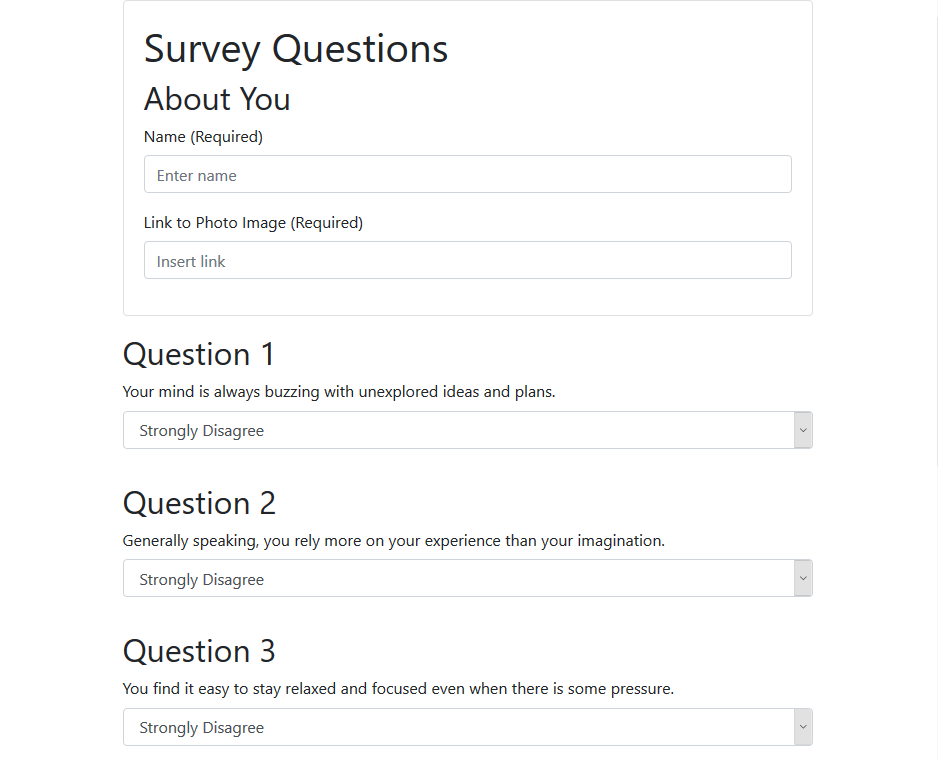 Survey Questions
About You
Name (Required)
Enter name
Link to Photo Image (Required)
Insert link
Question 1
Your mind is always buzzing with unexplored ideas and plans.
Strongly Disagree
Question 2
Generally speaking, you rely more on your experience than your imagination.
Strongly Disagree
Question 3
You find it easy to stay relaxed and focused even when there is some pressure.
Strongly Disagree